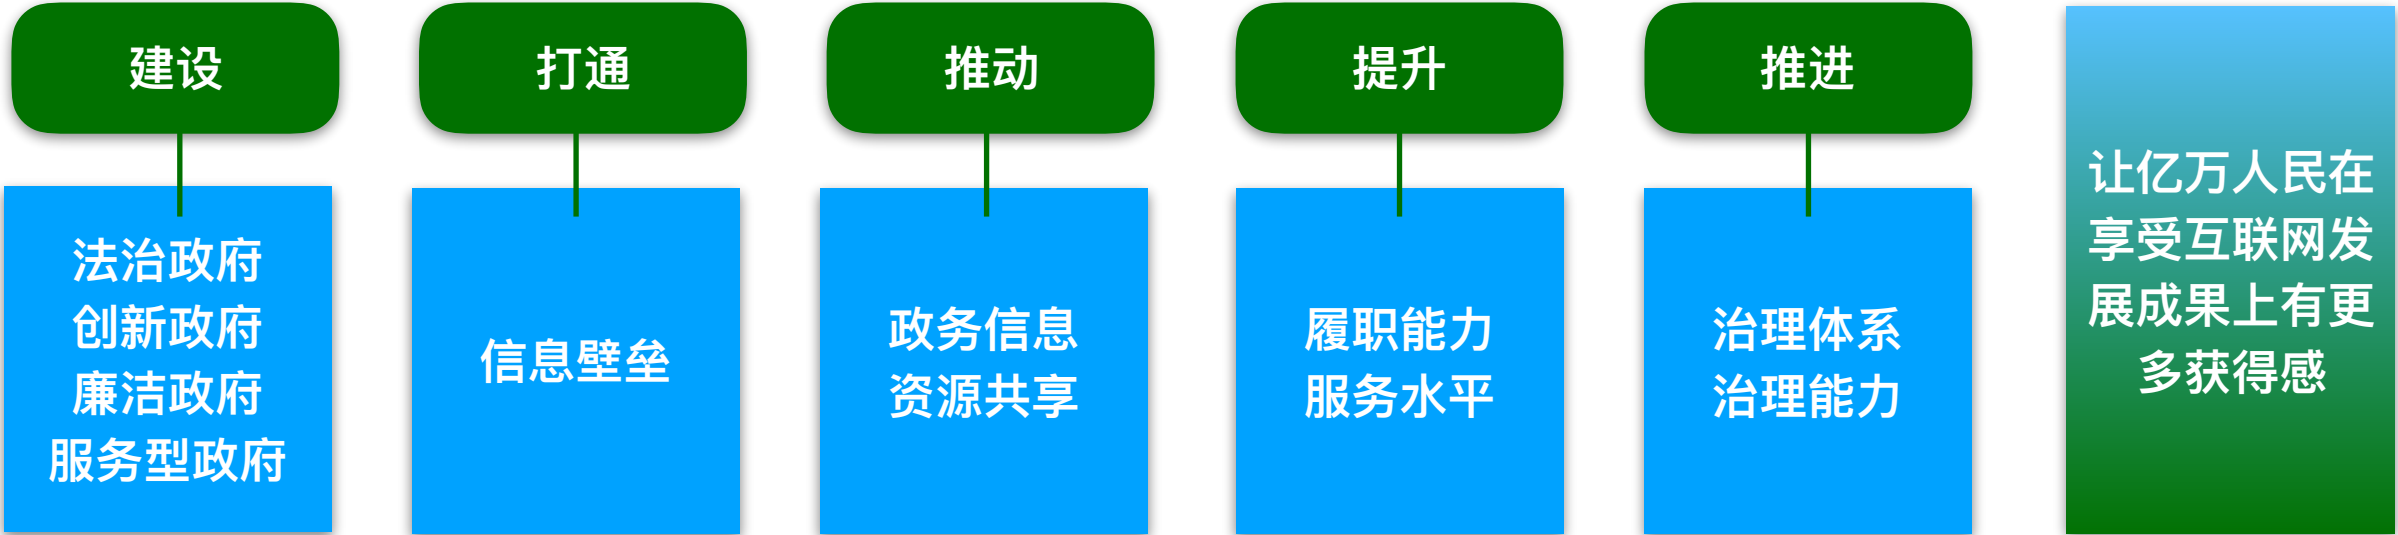 建设
法治政府
创新政府
廉洁政府
服务型政府
打通
信息壁垒
推动
政务信息
资源共享
提升
履职能力
服务水平
推进
治理体系
治理能力
让亿万人民在
享受互联网发
展成果上有更
多获得感